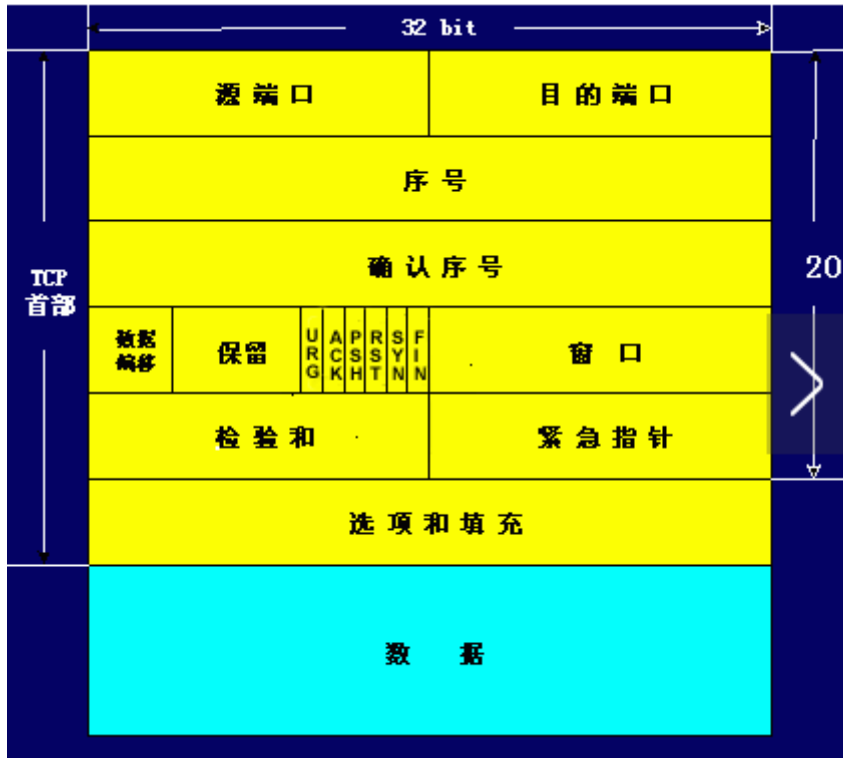 32 bit
源端口 目的端口
序号
确认序号
TCP
首部
20
数据
偏移
保留
URG
ACK
PSH
RST
SYN
FIN
窗口
检验和 紧急指针
选项和填充
数据